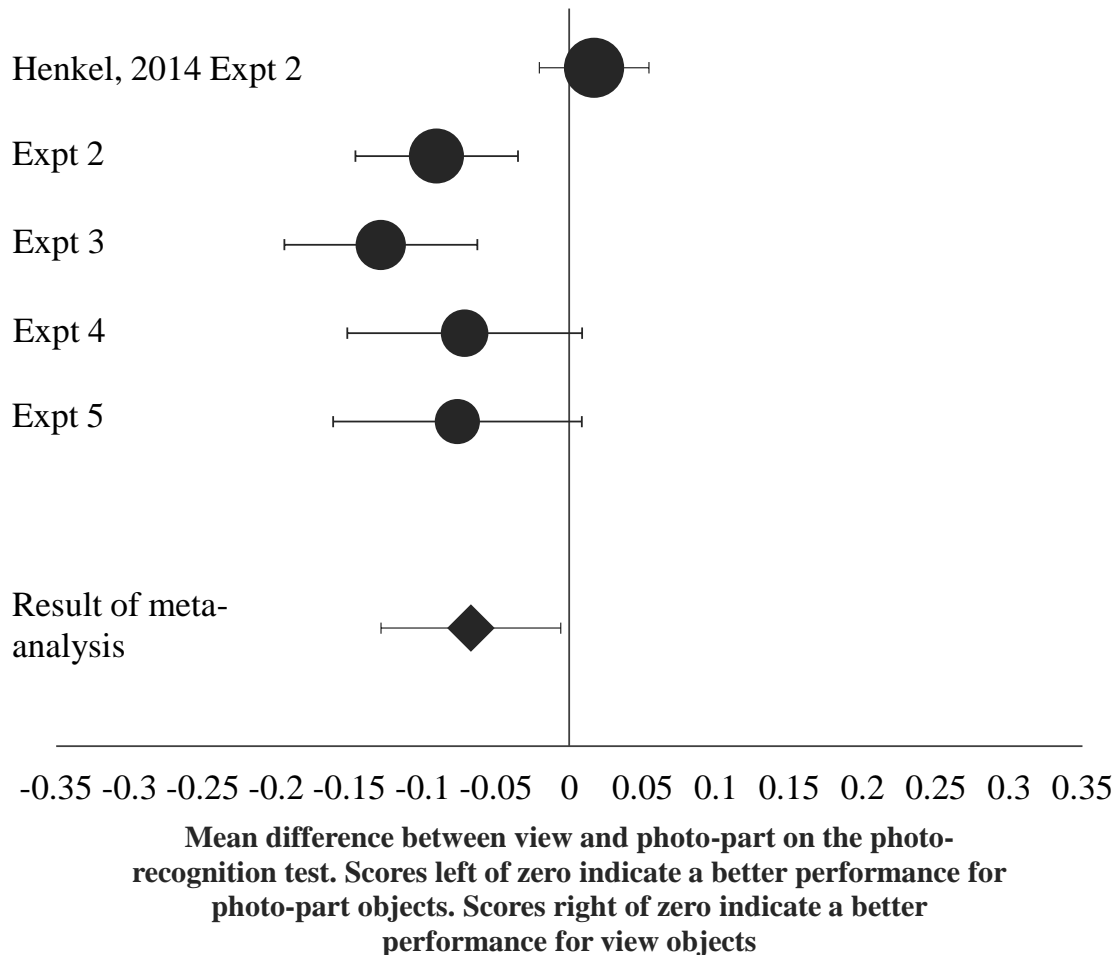 Henkel, 2014 Expt 2
Expt 2
Expt 3
Expt 4
Expt 5
Result of meta-
analysis
-0.35 -0.3 -0.25 -0.2 -0.15 -0.1 -0.05 0 0.05 0.1 0.15 0.2 0.25 0.3 0.35
Mean difference between view and photo-part on the photo-
recognition test. Scores left of zero indicate a better performance for
photo-part objects. Scores right of zero indicate a better
performance for view objects